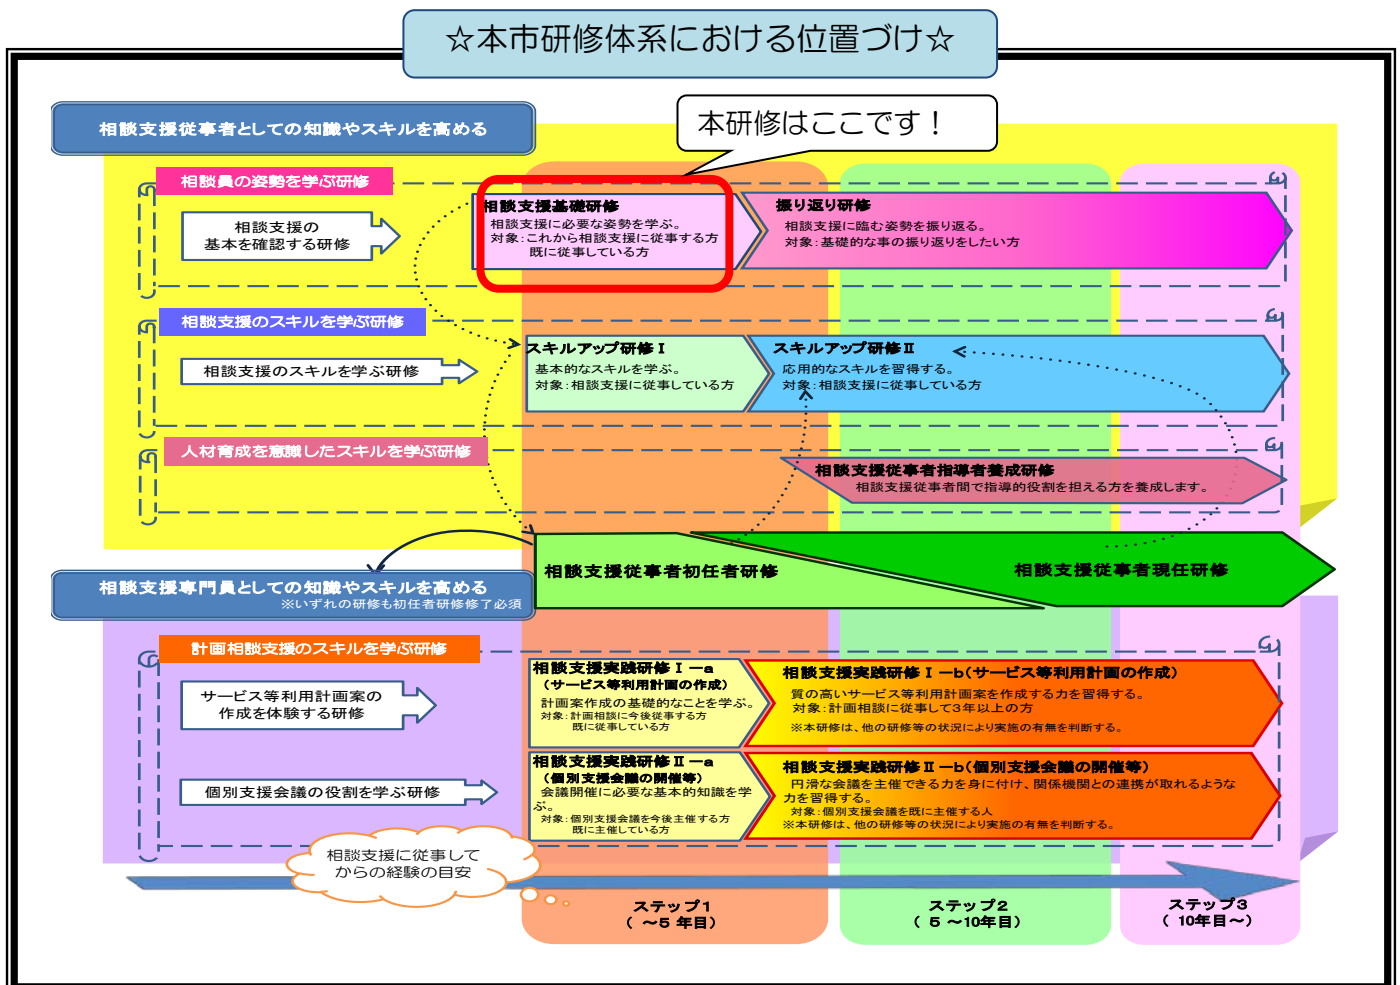 ☆本市研修体系における位置づけ☆
相談支援従事者としての知識やスキルを高める
本研修はここです！
相談員の姿勢を学ぶ研修
相談支援の
基本を確認する研修
相談支援基礎研修
相談支援に必要な姿勢を学ぶ。
対象：これから相談支援に従事する方
既に従事している方
振り返り研修
相談支援に臨む姿勢を振り返る。
対象：基礎的な事の振り返りをしたい方
相談支援のスキルを学ぶ研修
相談支援のスキルを学ぶ研修
スキルアップ研修Ⅰ
基本的なスキルを学ぶ。
対象：相談支援に従事している方
スキルアップ研修Ⅱ
応用的なスキルを習得する。
対象：相談支援に従事している方
人材育成を意識したスキルを学ぶ研修
相談支援従事者指導者養成研修
相談支援従事者間で指導的役割を担える方を養成します。
相談支援従事者初任者研修
相談支援従事者現任研修
相談支援専門員としての知識やスキルを高める
※いずれの研修も初任者研修修了必須
計画相談支援のスキルを学ぶ研修
サービス等利用計画案の
作成を体験する研修
相談支援実践研修Ⅰ－a
（サービス等利用計画の作成）
計画案作成の基礎的なことを学ぶ。
対象：計画相談に今後従事する方
既に従事している方
相談支援実践研修Ⅰ－b（サービス等利用計画の作成）
質の高いサービス等利用計画案を作成する力を習得する。
対象：計画相談に従事して3年以上の方
※本研修は、他の研修等の状況により実施の有無を判断する。
個別支援会議の役割を学ぶ研修
相談支援実践研修Ⅱ－a
（個別支援会議の開催等）
会議開催に必要な基本的知識を学
ぶ。
対象：個別支援会議を今後主催する方
既に主催している方
相談支援実践研修Ⅱ－b（個別支援会議の開催等）
円滑な会議を主催できる力を身に付け、関係機関との連携が取れるような
力を習得する。
対象：個別支援会議を既に主催する人
※本研修は、他の研修等の状況により実施の有無を判断する。
相談支援に従事して
からの経験の目安
ステップ1
（ ～5 年目）
ステップ2
（ 5 ～10年目）
ステップ3
（ 10年目～）